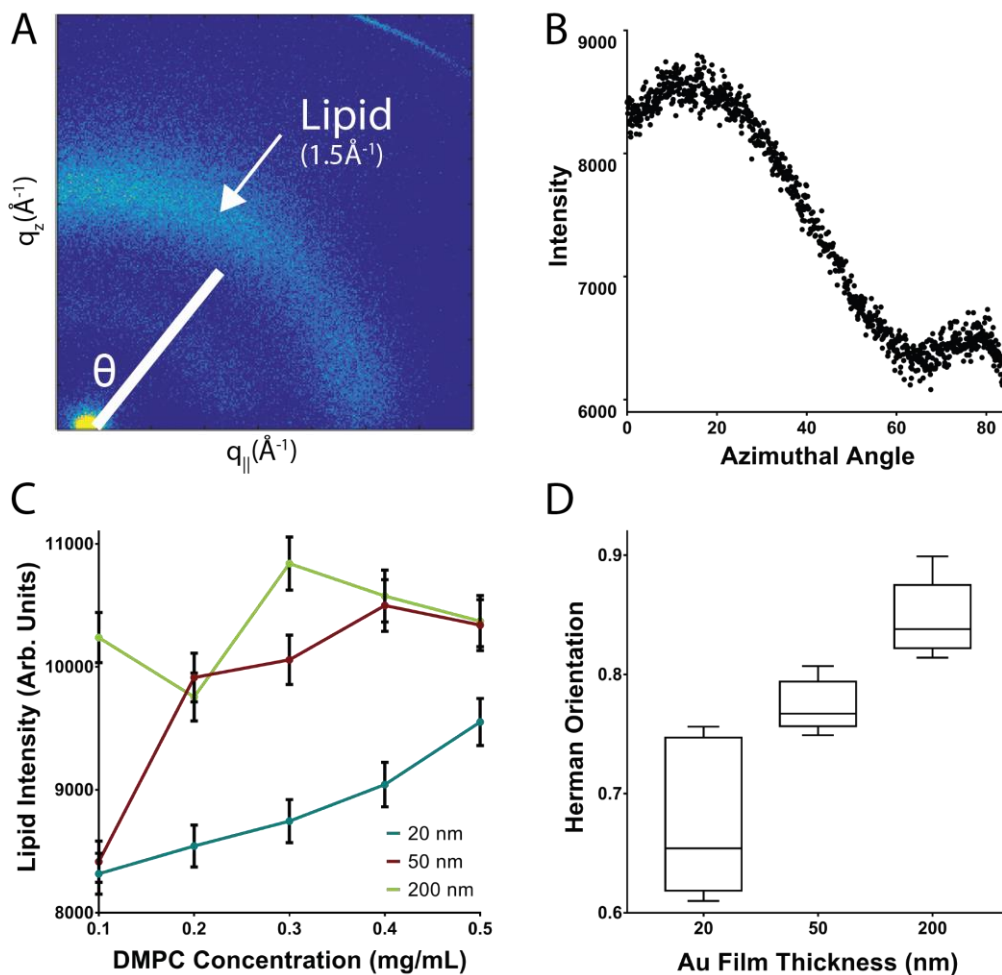 A
Lipid
(1.5Å⁻¹)
θ
q_z(Å⁻¹)
q_||(Å⁻¹)
B
9000
8000
7000
6000
Intensity
0 20 40 60 80
Azimuthal Angle
C
11000
10000
9000
8000
Lipid Intensity (Arb. Units)
20 nm
50 nm
200 nm
0.1 0.2 0.3 0.4 0.5
DMPC Concentration (mg/mL)
D
0.9
0.8
0.7
0.6
Herman Orientation
20 50 200
Au Film Thickness (nm)